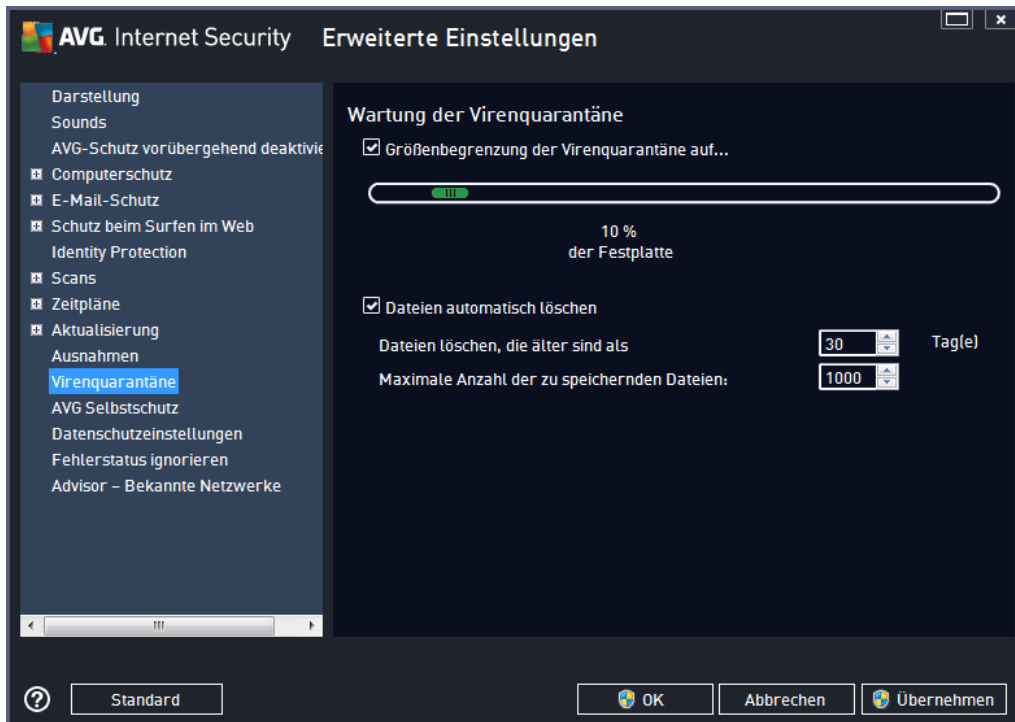 AVG. Internet Security Erweiterte Einstellungen
Darstellung
Sounds
AVG-Schutz vorübergehend deaktivie
Computerschutz
E-Mail-Schutz
Schutz beim Surfen im Web
Identity Protection
Scans
Zeitpläne
Aktualisierung
Ausnahmen
Virenquarantäne
AVG Selbstschutz
Datenschutzeinstellungen
Fehlerstatus ignorieren
Advisor – Bekannte Netzwerke
Wartung der Virenquarantäne
Größenbegrenzung der Virenquarantäne auf...
10 %
der Festplatte
Dateien automatisch löschen
Dateien löschen, die älter sind als 30 Tag(e)
Maximale Anzahl der zu speichernden Dateien: 1000
? Standard OK Abbrechen Übernehmen